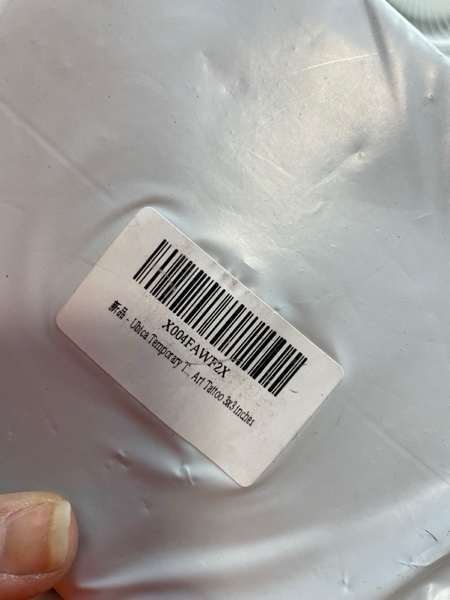 X004FAWF2X
新品 - Ubica Temporary T... Art Tattoo 3x3 Inches